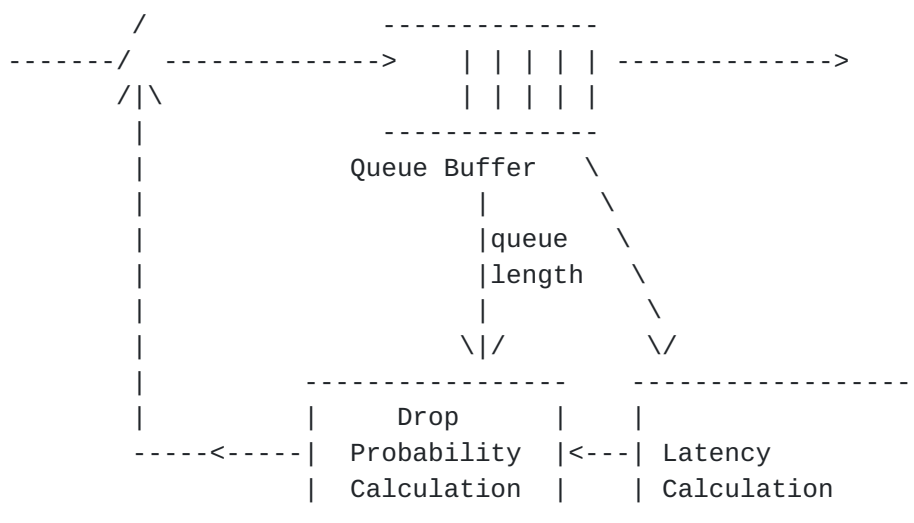 Queue Buffer
queue
length
Drop
Probability Latency
Calculation Calculation